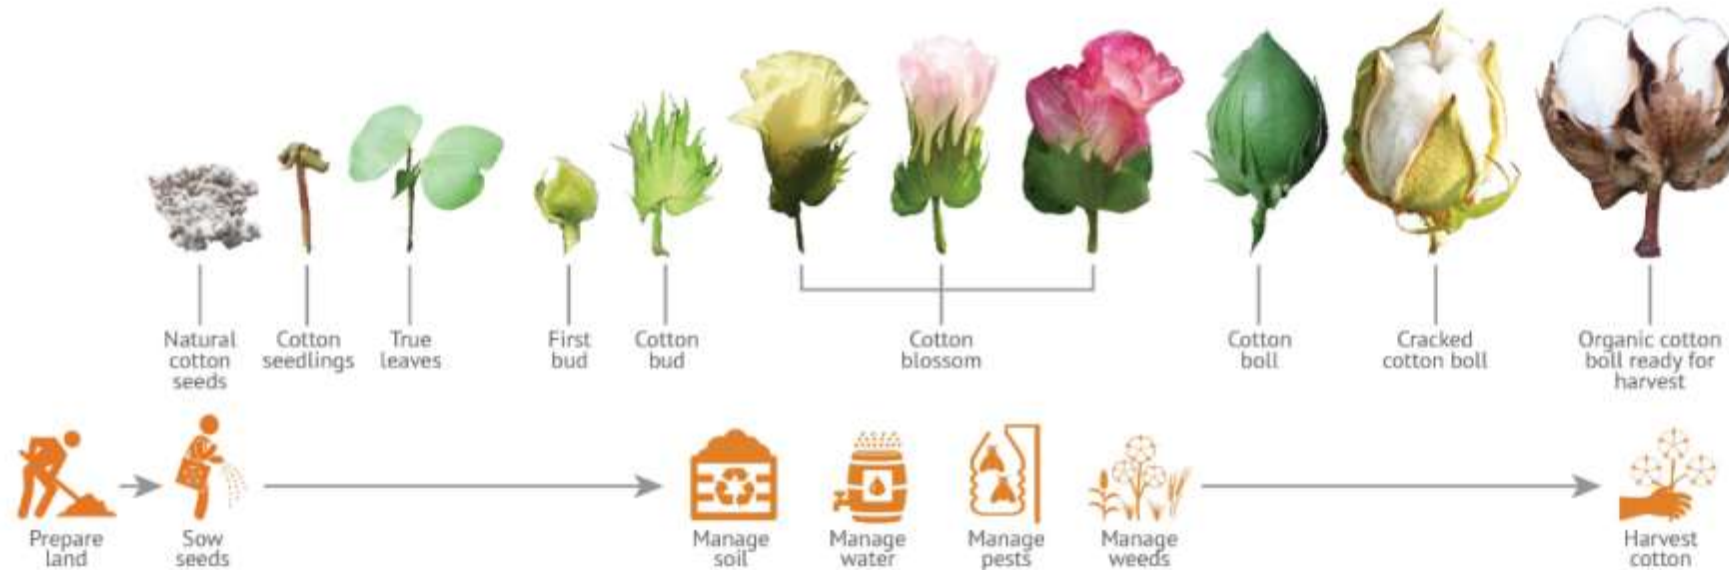 Natural
cotton
seeds
Cotton
seedlings
True
leaves
First
bud
Cotton
bud
Cotton
blossom
Cotton
boll
Cracked
cotton boll
Organic cotton
boll ready for
harvest
Prepare
land
Sow
seeds
Manage
soil
Manage
water
Manage
pests
Manage
weeds
Harvest
cotton